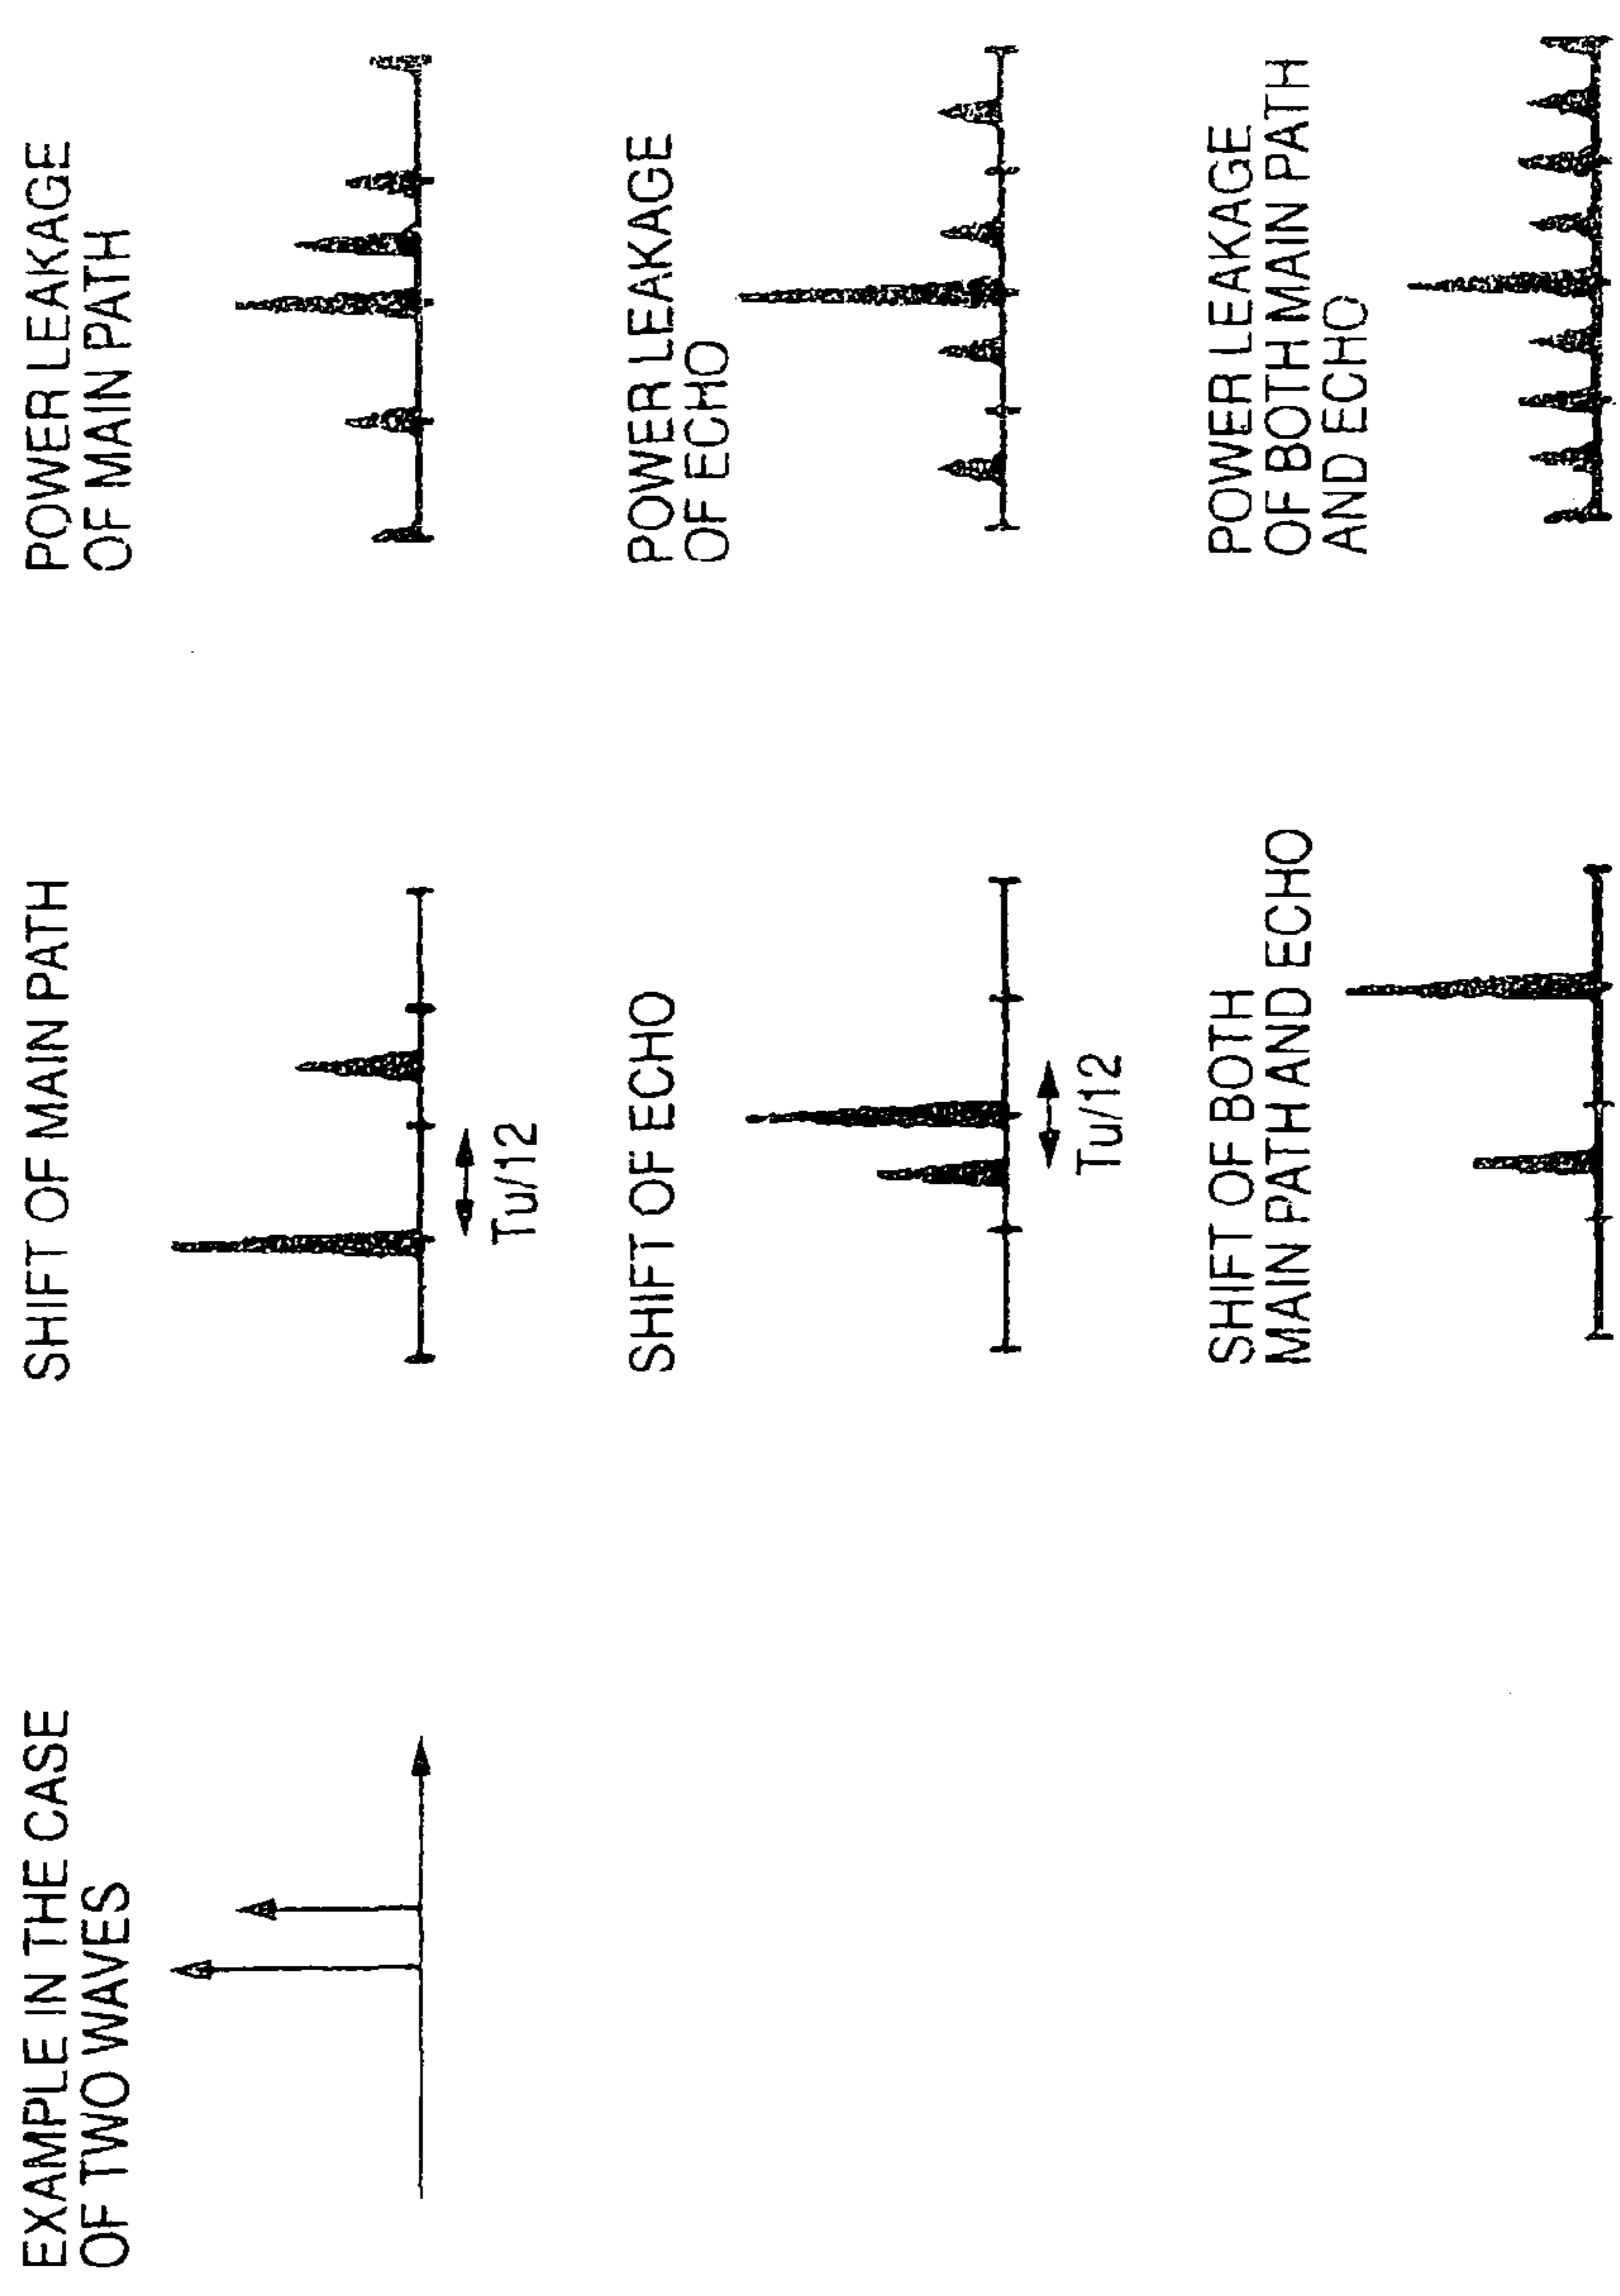 EXAMPLE IN THE CASE
OF TWO WAVES
SHIFT OF MAIN PATH
Tu/12
POWER LEAKAGE
OF MAIN PATH
SHIFT OF ECHO
Tu/12
POWER LEAKAGE
OF ECHO
SHIFT OF BOTH
MAIN PATH AND ECHO
POWER LEAKAGE
OF BOTH MAIN PATH
AND ECHO